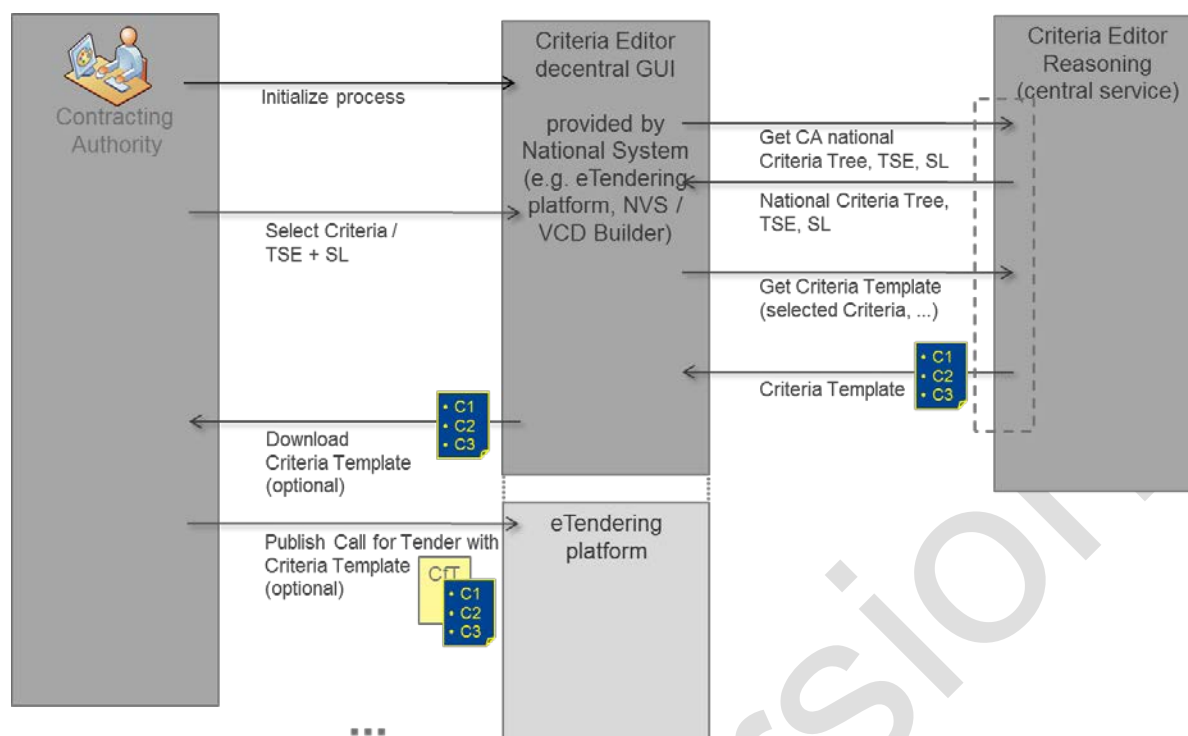 Contracting
Authority
Initialize process
Select Criteria /
TSE + SL
Download
Criteria Template
(optional)
Publish Call for Tender with
Criteria Template
(optional)
CfT
• C1
• C2
• C3
• C1
• C2
• C3
...
Criteria Editor
decentral GUI
provided by
National System
(e.g. eTendering
platform, NVS /
VCD Builder)
eTendering
platform
Get CA national
Criteria Tree, TSE, SL
National Criteria Tree,
TSE, SL
Get Criteria Template
(selected Criteria, ...)
Criteria Template
• C1
• C2
• C3
Criteria Editor
Reasoning
(central service)
rsion